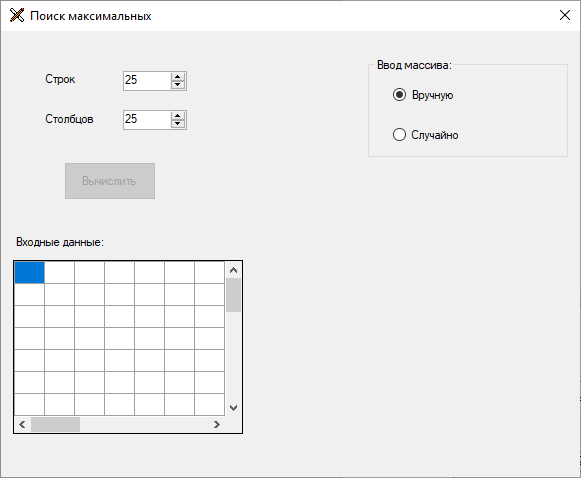 Поиск максимальных
Строк 25
Столбцов 25
Вычислить
Ввод массива:
Вручную
Случайно
Входные данные: